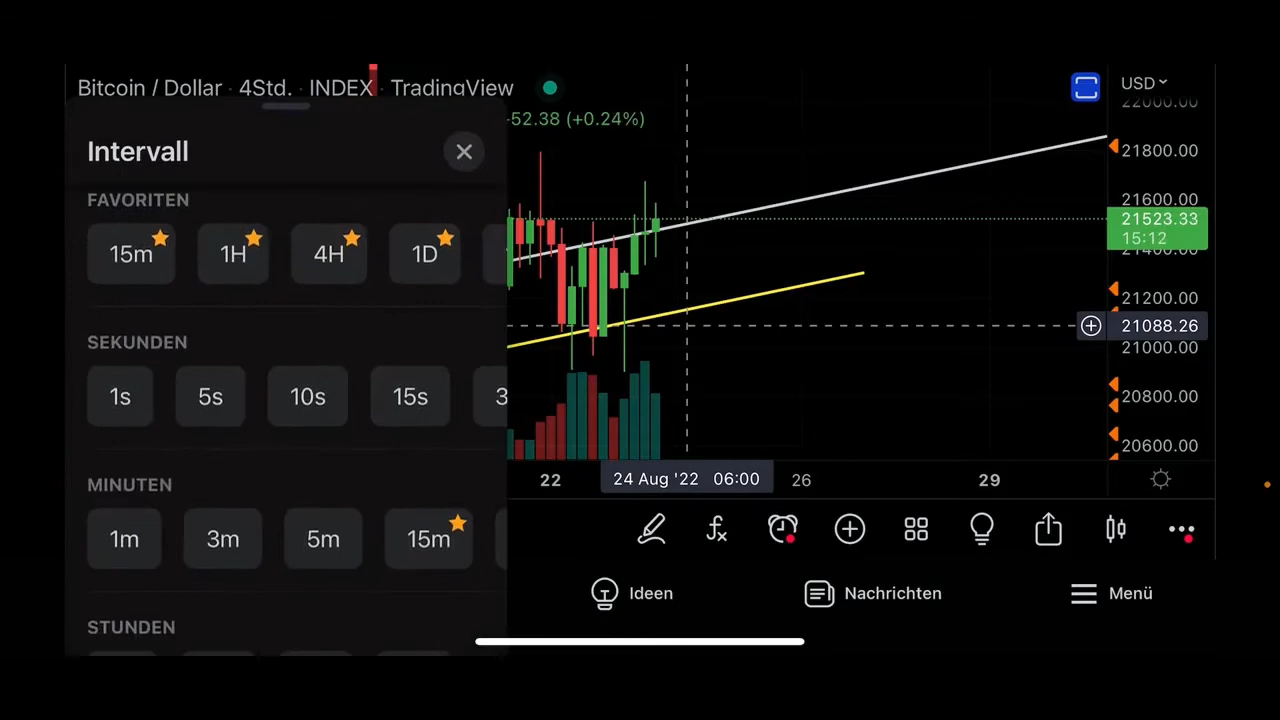 Bitcoin / Dollar · 4Std. · INDEX · TradingView
USD
22000.00
-52.38 (+0.24%)
Intervall
21800.00
FAVORITEN
21600.00
21523.33
15:12
21400.00
15m 1H 4H 1D
21200.00
21088.26
SEKUNDEN
21000.00
1s 5s 10s 15s 3
20800.00
20600.00
MINUTEN
22 24 Aug '22 06:00 26 29
1m 3m 5m 15m
Ideen Nachrichten Menü
STUNDEN